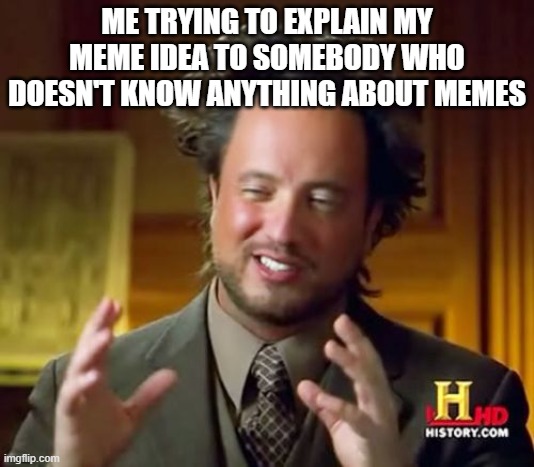 ME TRYING TO EXPLAIN MY
MEME IDEA TO SOMEBODY WHO
DOESN'T KNOW ANYTHING ABOUT MEMES
H HD
HISTORY.COM
imgflip.com